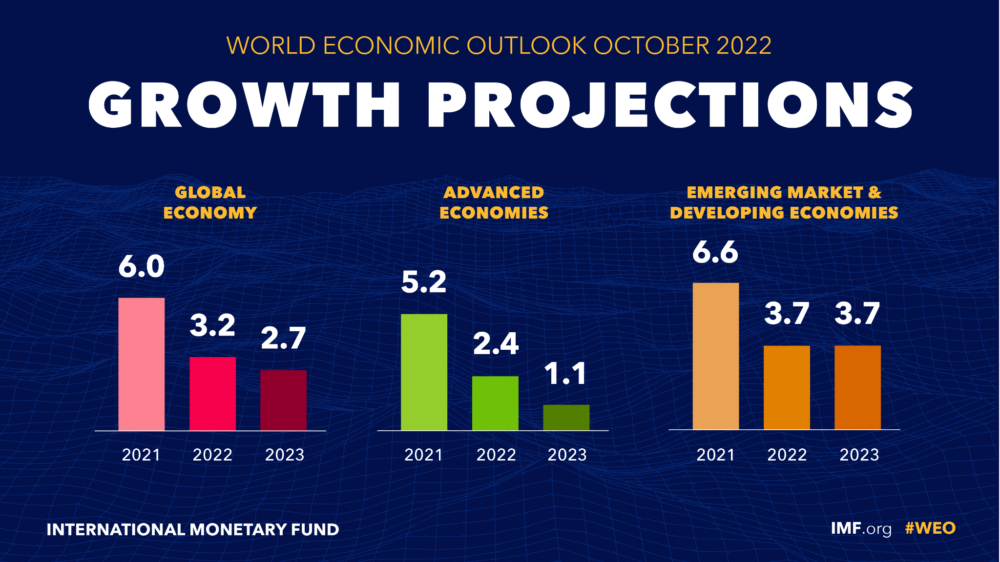 WORLD ECONOMIC OUTLOOK OCTOBER 2022
GROWTH PROJECTIONS
GLOBAL
ECONOMY
6.0
3.2
2.7
2021
2022
2023
ADVANCED
ECONOMIES
5.2
2.4
1.1
2021
2022
2023
EMERGING MARKET &
DEVELOPING ECONOMIES
6.6
3.7
3.7
2021
2022
2023
INTERNATIONAL MONETARY FUND
IMF.org #WEO